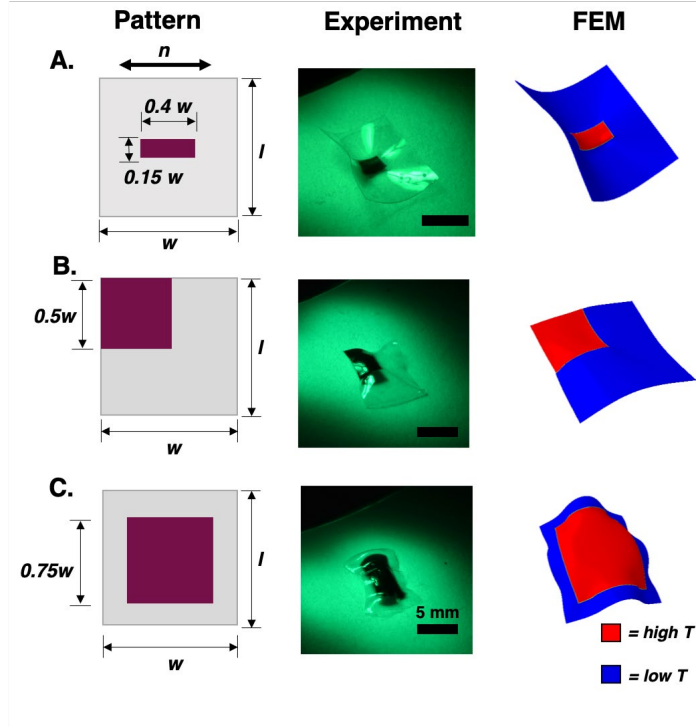 Pattern Experiment FEM
A. n
0.4 w
0.15 w
l
w
B.
0.5w
l
w
C.
0.75w
l
5 mm
w
= high T
= low T